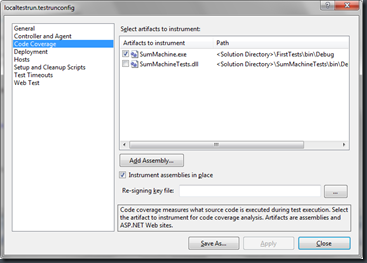 localtestrun.testrunconfig
General
Controller and Agent
Code Coverage
Deployment
Hosts
Setup and Cleanup Scripts
Test Timeouts
Web Test
Select artifacts to instrument:
Artifacts to instrument Path
SumMachine.exe <Solution Directory>\FirstTests\bin\Debug
SumMachineTests.dll <Solution Directory>\SumMachineTests\bin\De
Add Assembly...
Instrument assemblies in place
Re-signing key file:
...
Code coverage measures what source code is executed during test execution. Select
the artifact to instrument for code coverage analysis. Artifacts are assemblies and
ASP.NET Web sites.
Save As...
Apply
Close